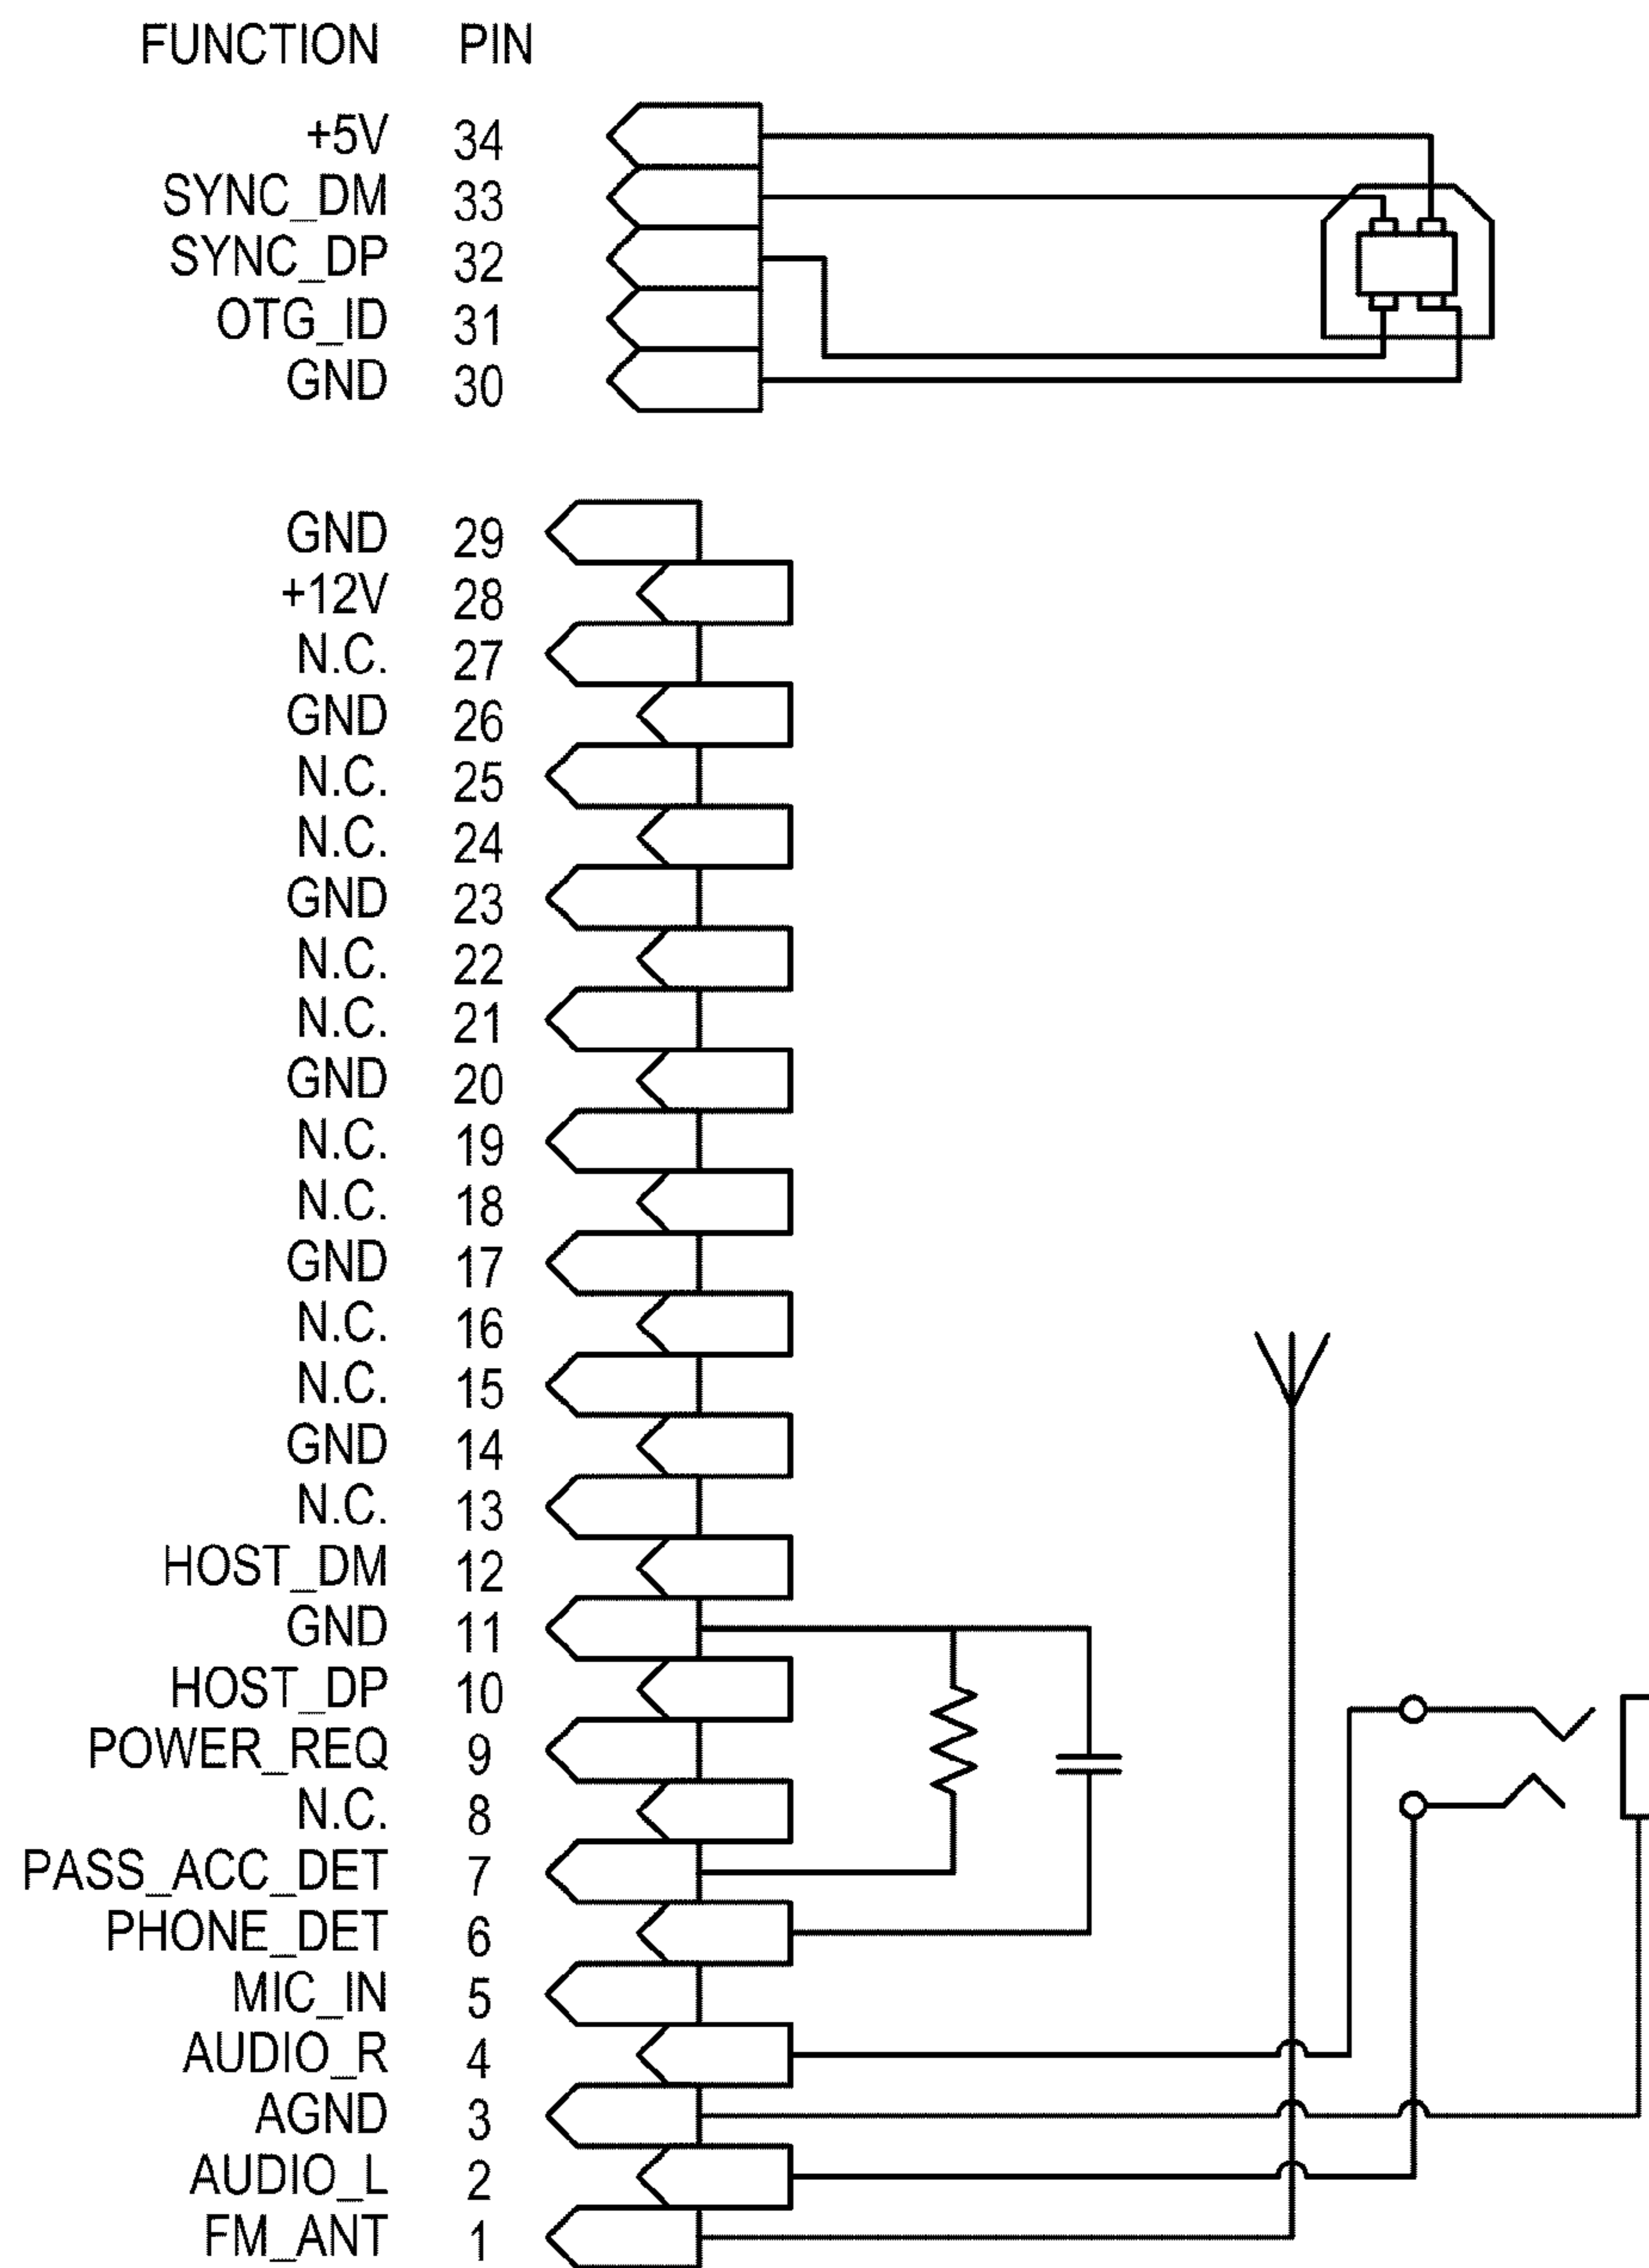 FUNCTION PIN
+5V 34
SYNC_DM 33
SYNC_DP 32
OTG_ID 31
GND 30
GND 29
+12V 28
N.C. 27
GND 26
N.C. 25
N.C. 24
GND 23
N.C. 22
N.C. 21
GND 20
N.C. 19
N.C. 18
GND 17
N.C. 16
N.C. 15
GND 14
N.C. 13
HOST_DM 12
GND 11
HOST_DP 10
POWER_REQ 9
N.C. 8
PASS_ACC_DET 7
PHONE_DET 6
MIC_IN 5
AUDIO_R 4
AGND 3
AUDIO_L 2
FM_ANT 1